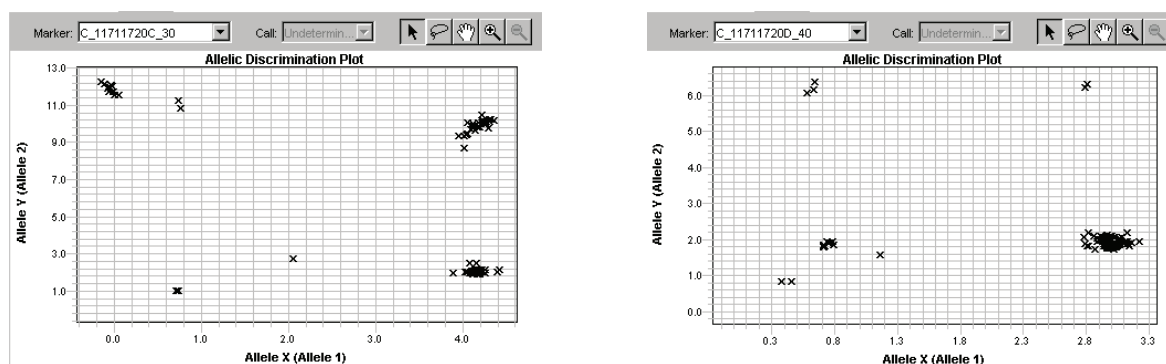 Marker: C_11711720C_30 Call: Undetermin...
Allelic Discrimination Plot
13.0
11.0
9.0
7.0
5.0
3.0
1.0
Allele Y (Allele 2)
0.0 1.0 2.0 3.0 4.0
Allele X (Allele 1)
Marker: C_11711720D_40 Call: Undetermin...
Allelic Discrimination Plot
6.0
5.0
4.0
3.0
2.0
1.0
0.0
Allele Y (Allele 2)
0.3 0.8 1.3 1.8 2.3 2.8 3.3
Allele X (Allele 1)